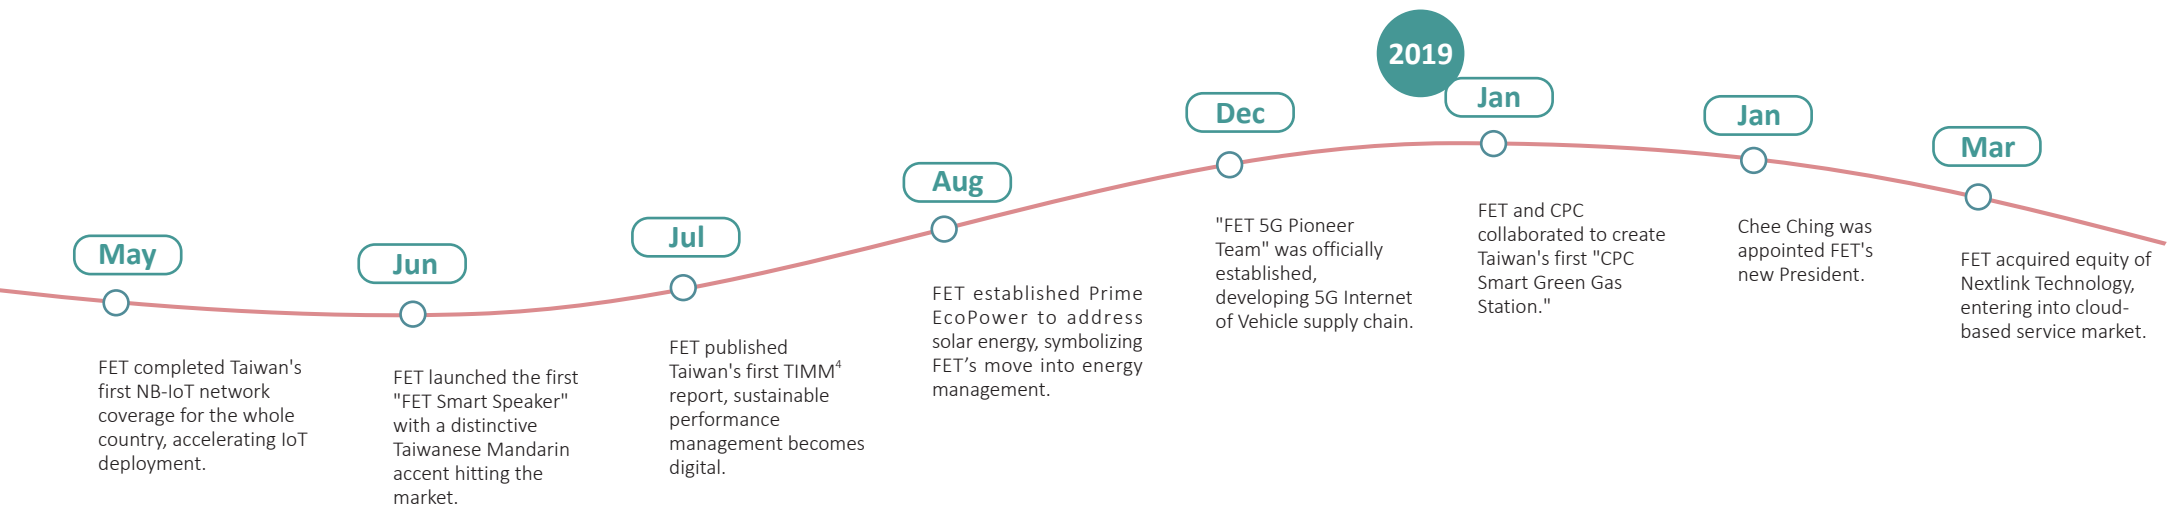 May
FET completed Taiwan's
first NB-IoT network
coverage for the whole
country, accelerating IoT
deployment.
Jun
FET launched the first
"FET Smart Speaker"
with a distinctive
Taiwanese Mandarin
accent hitting the
market.
Jul
FET published
Taiwan's first TIMM⁴
report, sustainable
performance
management becomes
digital.
Aug
FET established Prime
EcoPower to address
solar energy, symbolizing
FET’s move into energy
management.
Dec
"FET 5G Pioneer
Team" was officially
established,
developing 5G Internet
of Vehicle supply chain.
2019
Jan
FET and CPC
collaborated to create
Taiwan's first "CPC
Smart Green Gas
Station."
Jan
Chee Ching was
appointed FET's
new President.
Mar
FET acquired equity of
Nextlink Technology,
entering into cloud-
based service market.